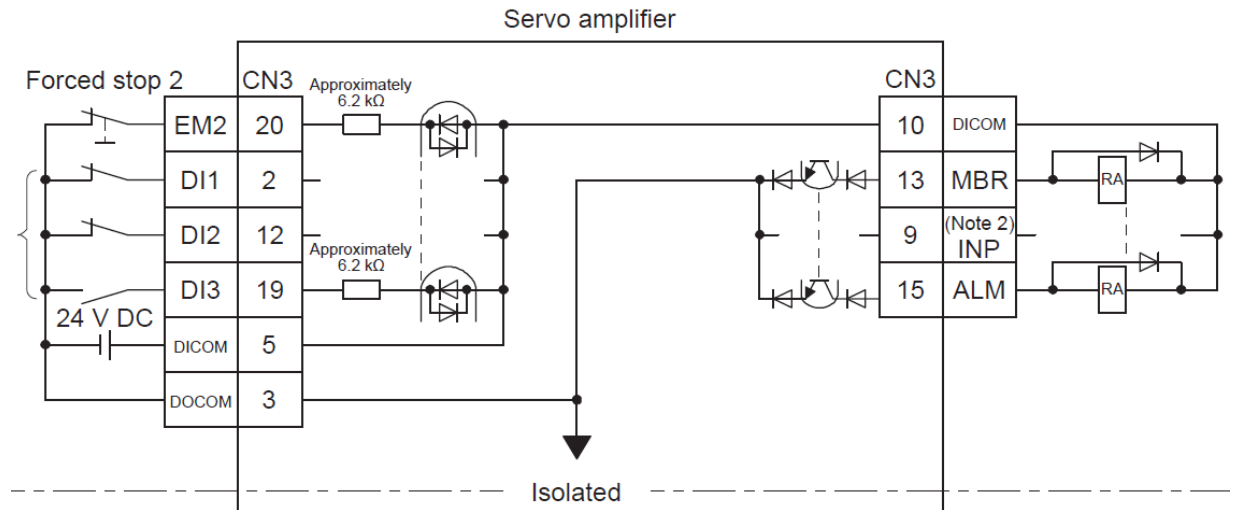 Servo amplifier
Forced stop 2
CN3
Approximately
6.2 kΩ
CN3
EM2 20
10 DICOM
DI1 2
13 MBR
RA
DI2 12
9 (Note 2)
INP
Approximately
6.2 kΩ
DI3 19
15 ALM
RA
24 V DC
DICOM 5
DOCOM 3
Isolated